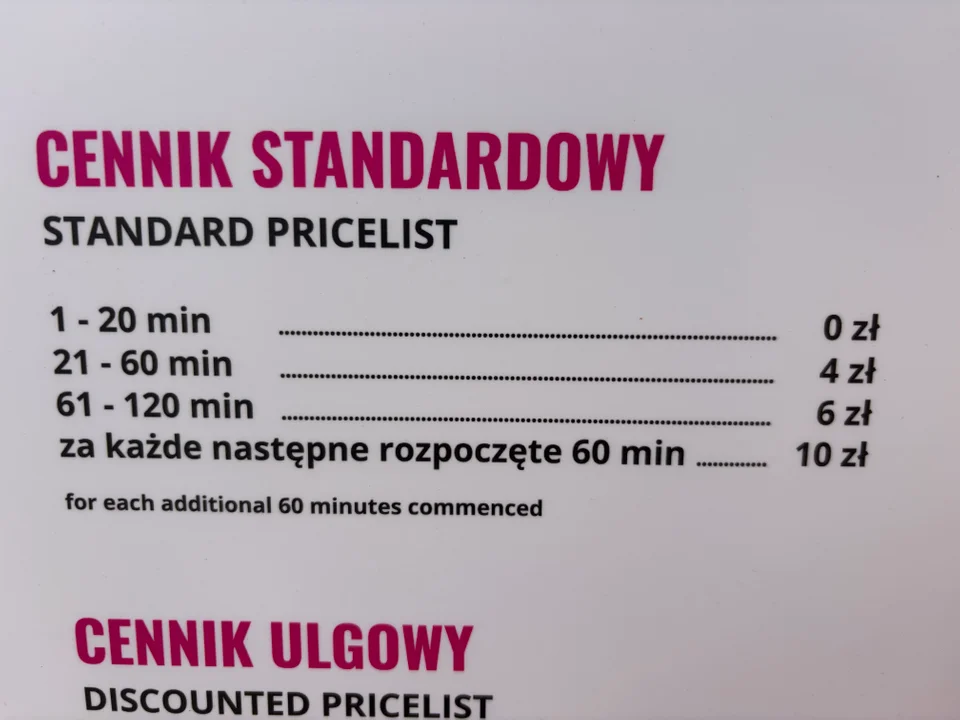 CENNIK STANDARDOWY
STANDARD PRICELIST
1 - 20 min ........................ 0 zł
21 - 60 min ........................ 4 zł
61 - 120 min ........................ 6 zł
za każde następne rozpoczęte 60 min ............. 10 zł
for each additional 60 minutes commenced
CENNIK ULGOWY
DISCOUNTED PRICELIST